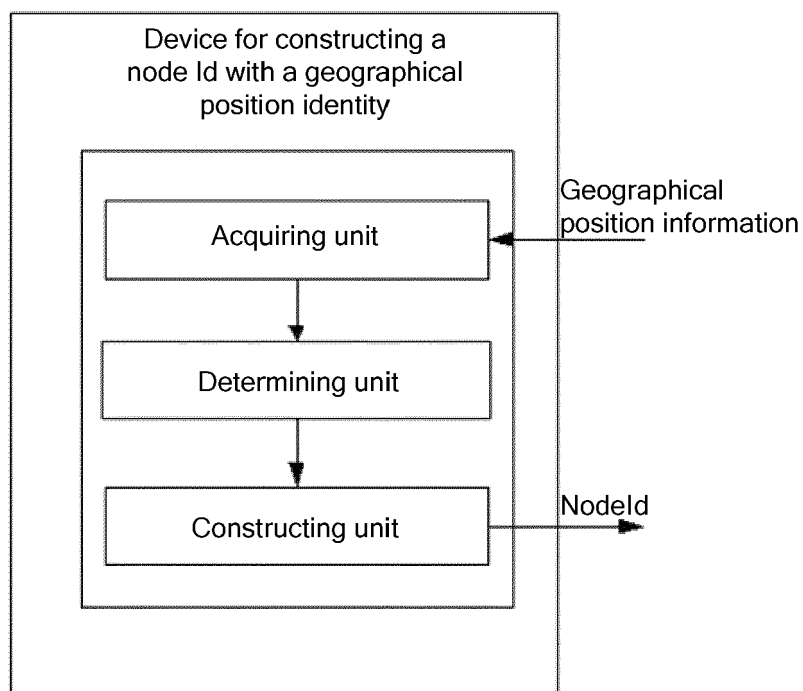 Device for constructing a
node Id with a geographical
position identity
Geographical
position information
Acquiring unit
Determining unit
Constructing unit
NodeId